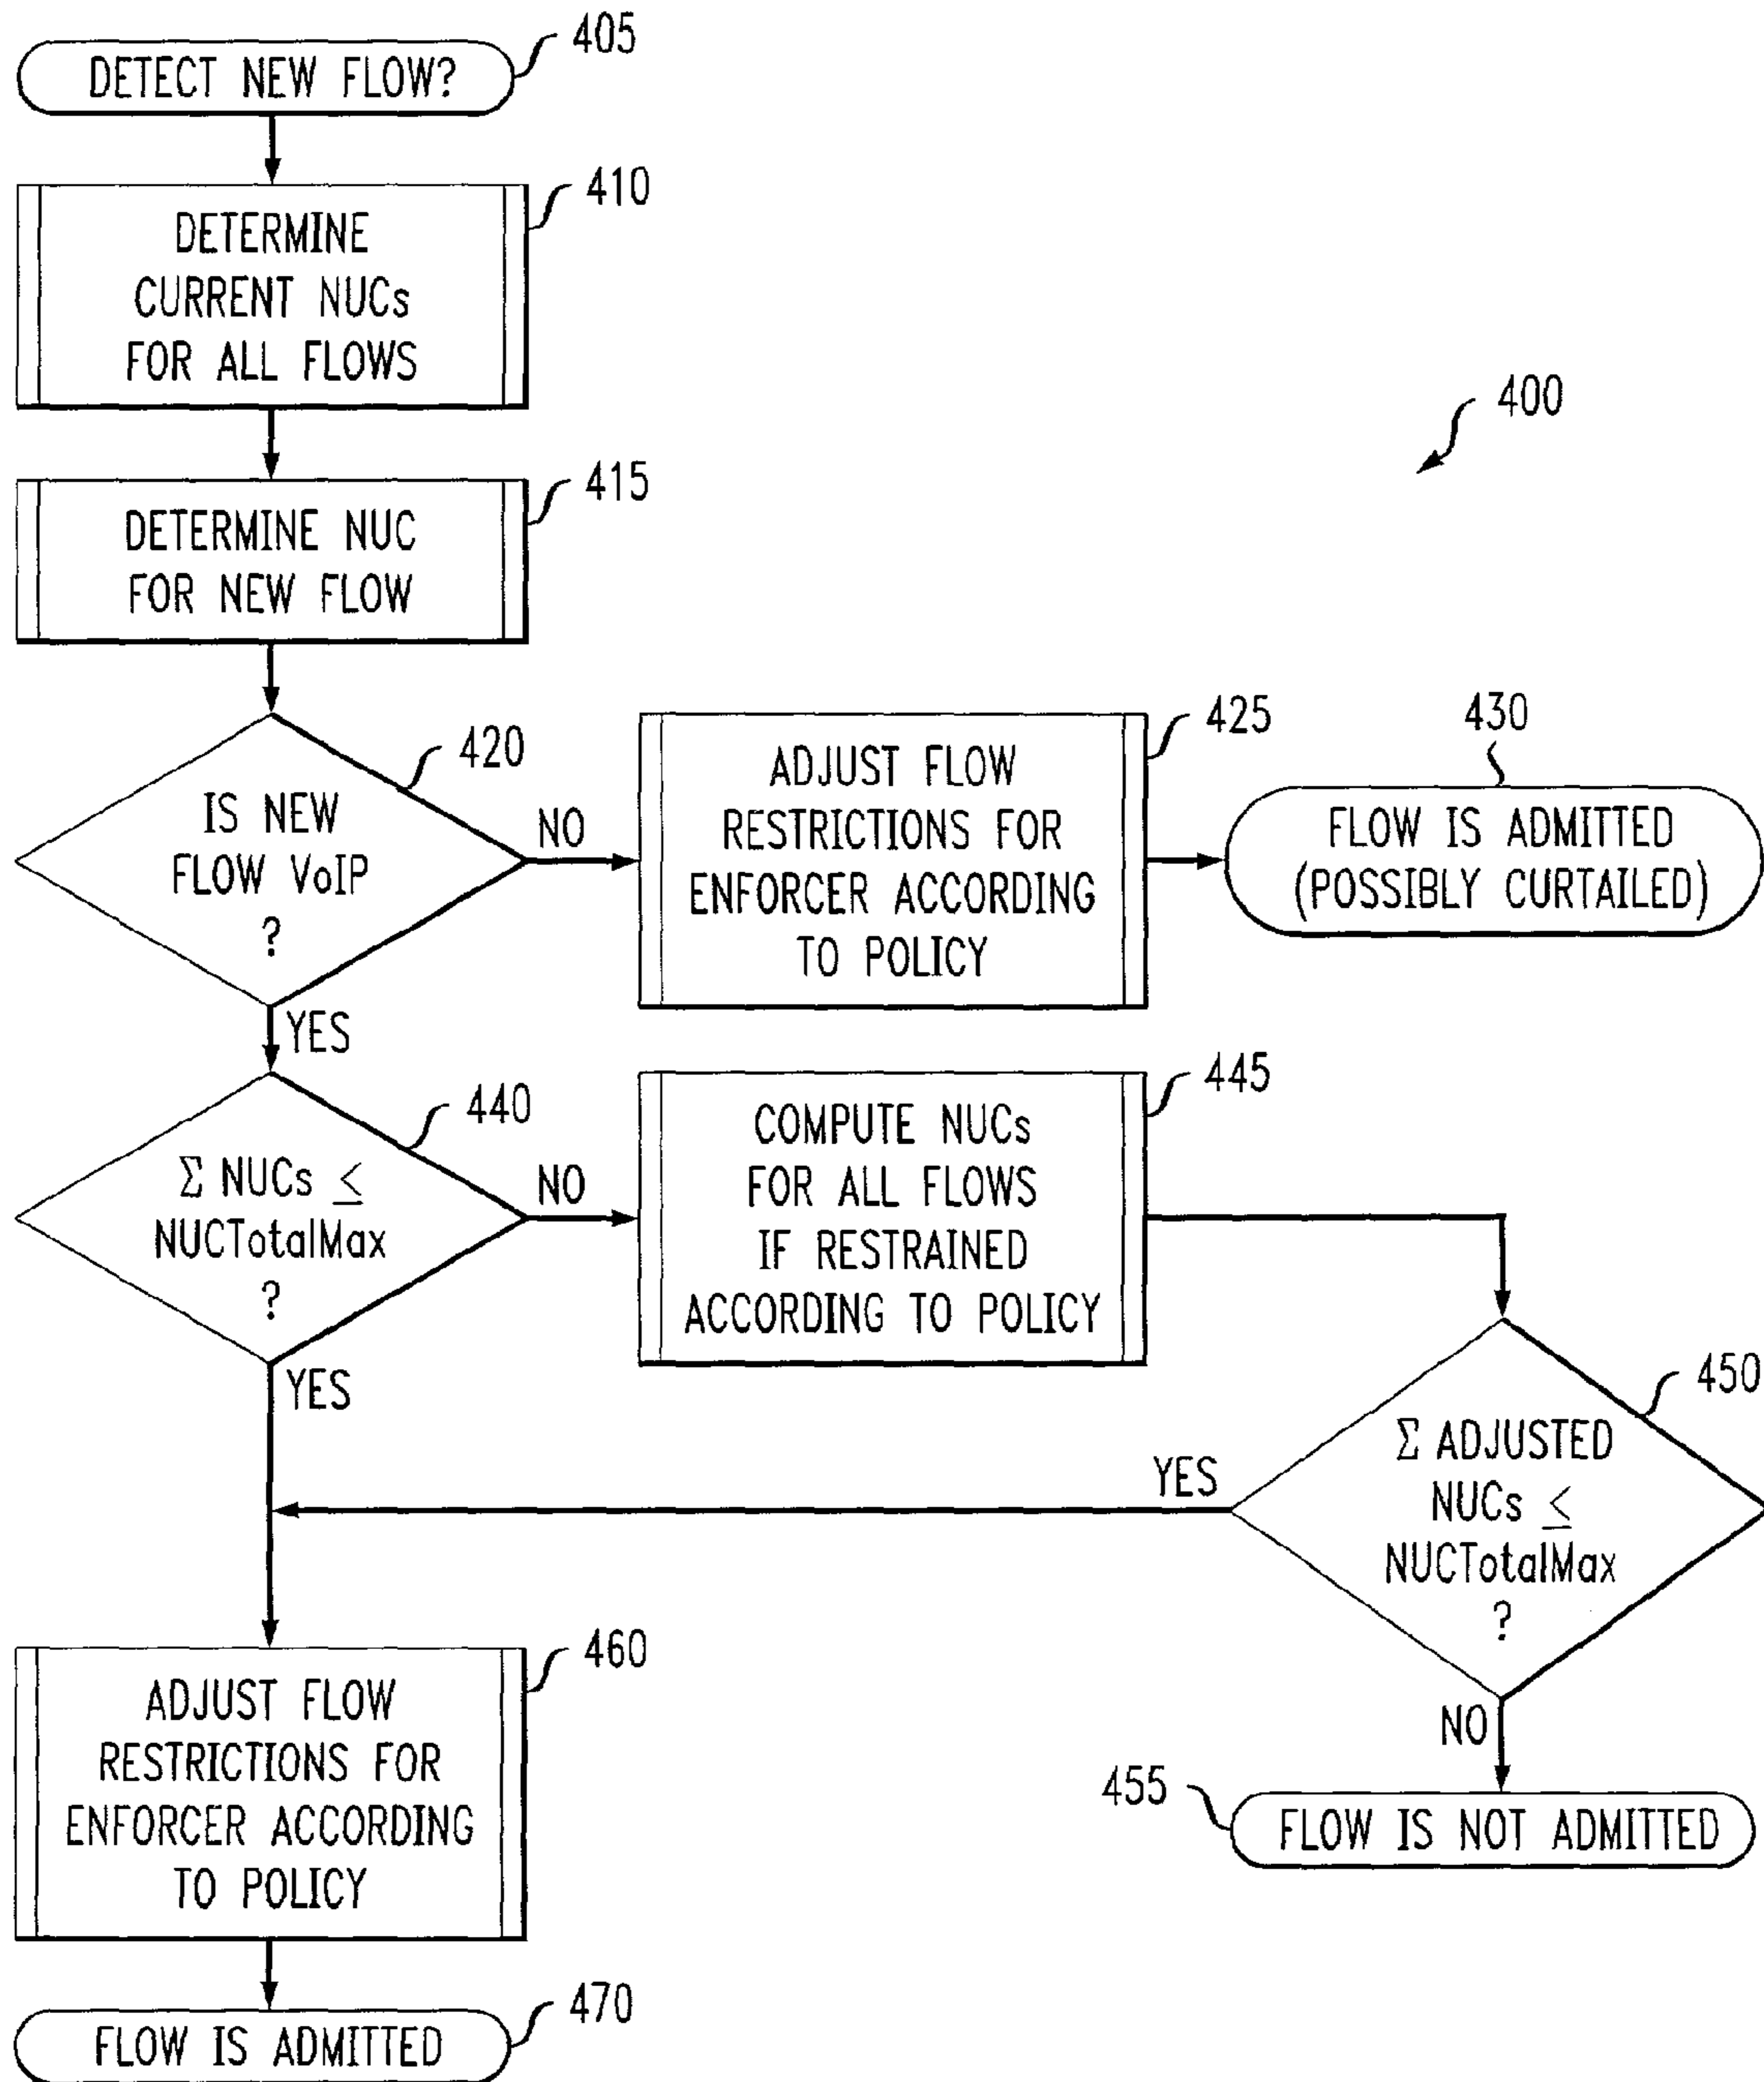 405
DETECT NEW FLOW?
410
DETERMINE
CURRENT NUCs
FOR ALL FLOWS
400
415
DETERMINE NUC
FOR NEW FLOW
420
IS NEW
FLOW VoIP
?
NO
YES
425
ADJUST FLOW
RESTRICTIONS FOR
ENFORCER ACCORDING
TO POLICY
430
FLOW IS ADMITTED
(POSSIBLY CURTAILED)
440
Σ NUCs ≤
NUCTotalMax
?
NO
YES
445
COMPUTE NUCs
FOR ALL FLOWS
IF RESTRAINED
ACCORDING TO POLICY
450
Σ ADJUSTED
NUCs ≤
NUCTotalMax
?
YES
NO
455
FLOW IS NOT ADMITTED
460
ADJUST FLOW
RESTRICTIONS FOR
ENFORCER ACCORDING
TO POLICY
470
FLOW IS ADMITTED